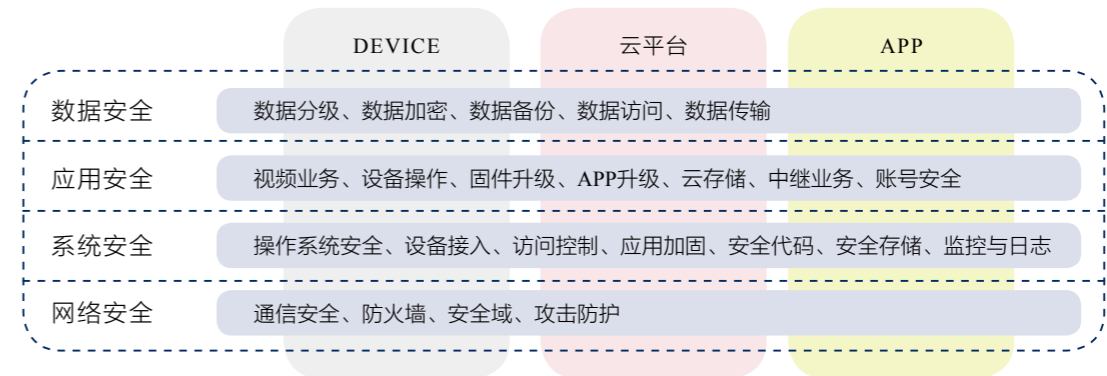 DEVICE 云平台 APP
数据安全 数据分级、数据加密、数据备份、数据访问、数据传输
应用安全 视频业务、设备操作、固件升级、APP升级、云存储、中继业务、账号安全
系统安全 操作系统安全、设备接入、访问控制、应用加固、安全代码、安全存储、监控与日志
网络安全 通信安全、防火墙、安全域、攻击防护